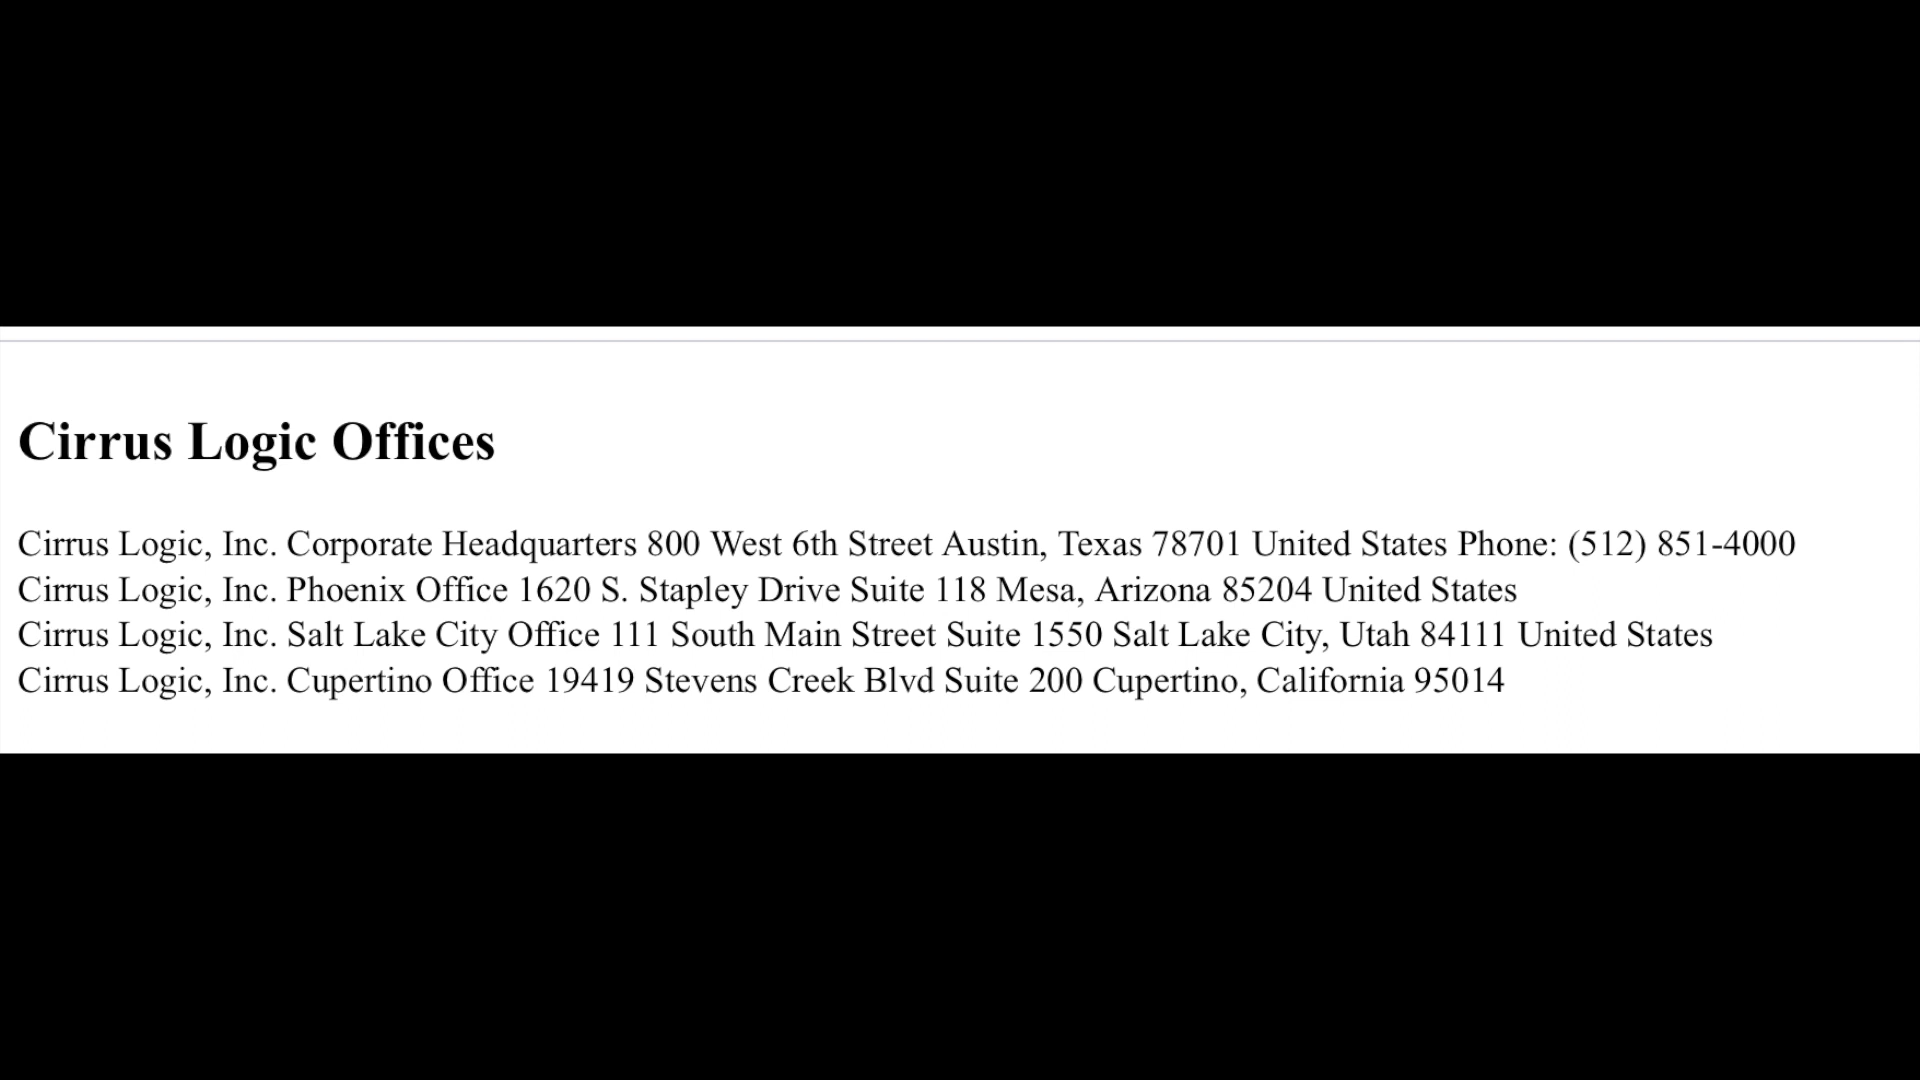 Cirrus Logic Offices
Cirrus Logic, Inc. Corporate Headquarters 800 West 6th Street Austin, Texas 78701 United States Phone: (512) 851-4000
Cirrus Logic, Inc. Phoenix Office 1620 S. Stapley Drive Suite 118 Mesa, Arizona 85204 United States
Cirrus Logic, Inc. Salt Lake City Office 111 South Main Street Suite 1550 Salt Lake City, Utah 84111 United States
Cirrus Logic, Inc. Cupertino Office 19419 Stevens Creek Blvd Suite 200 Cupertino, California 95014